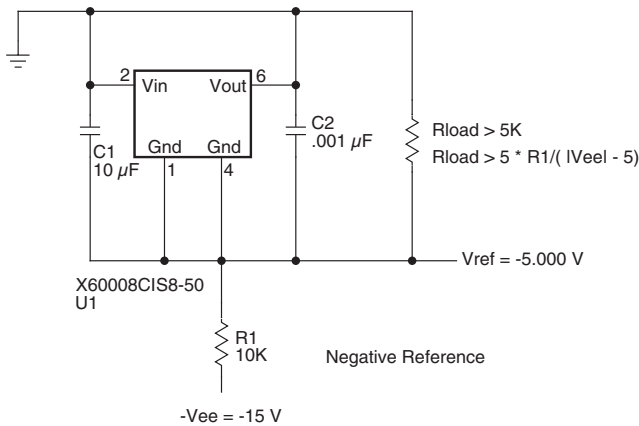 2
Vin
Vout
6
C1
10 µF
Gnd
1
Gnd
4
C2
.001 µF
Rload > 5K
Rload > 5 * R1/( |Veel - 5)
Vref = -5.000 V
X60008CIS8-50
U1
R1
10K
Negative Reference
-Vee = -15 V